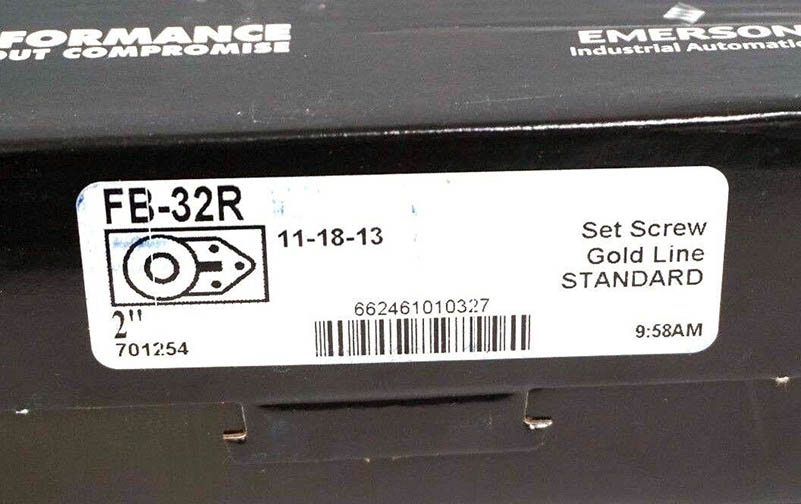 FORMANCE
OUT COMPROMISE
EMERSON
Industrial Automatio
FB-32R
11-18-13
Set Screw
Gold Line
STANDARD
2"
701254
662461010327
9:58AM